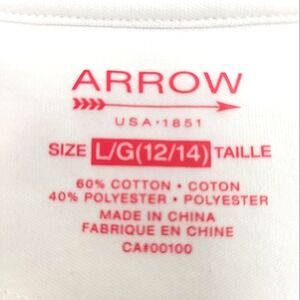 ARROW
USA·1851
SIZE L/G(12/14) TAILLE
60% COTTON • COTON
40% POLYESTER • POLYESTER
MADE IN CHINA
FABRIQUE EN CHINE
CA#00100